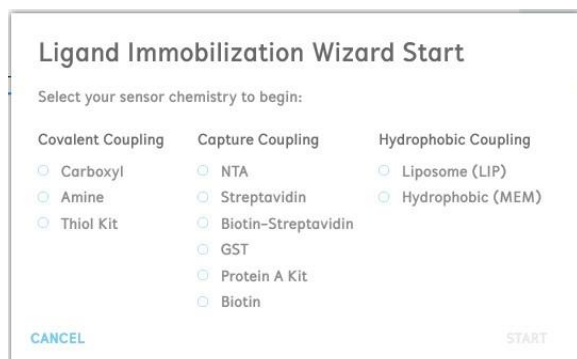 Ligand Immobilization Wizard Start
Select your sensor chemistry to begin:
Covalent Coupling
Carboxyl
Amine
Thiol Kit
Capture Coupling
NTA
Streptavidin
Biotin-Streptavidin
GST
Protein A Kit
Biotin
Hydrophobic Coupling
Liposome (LIP)
Hydrophobic (MEM)
CANCEL
START